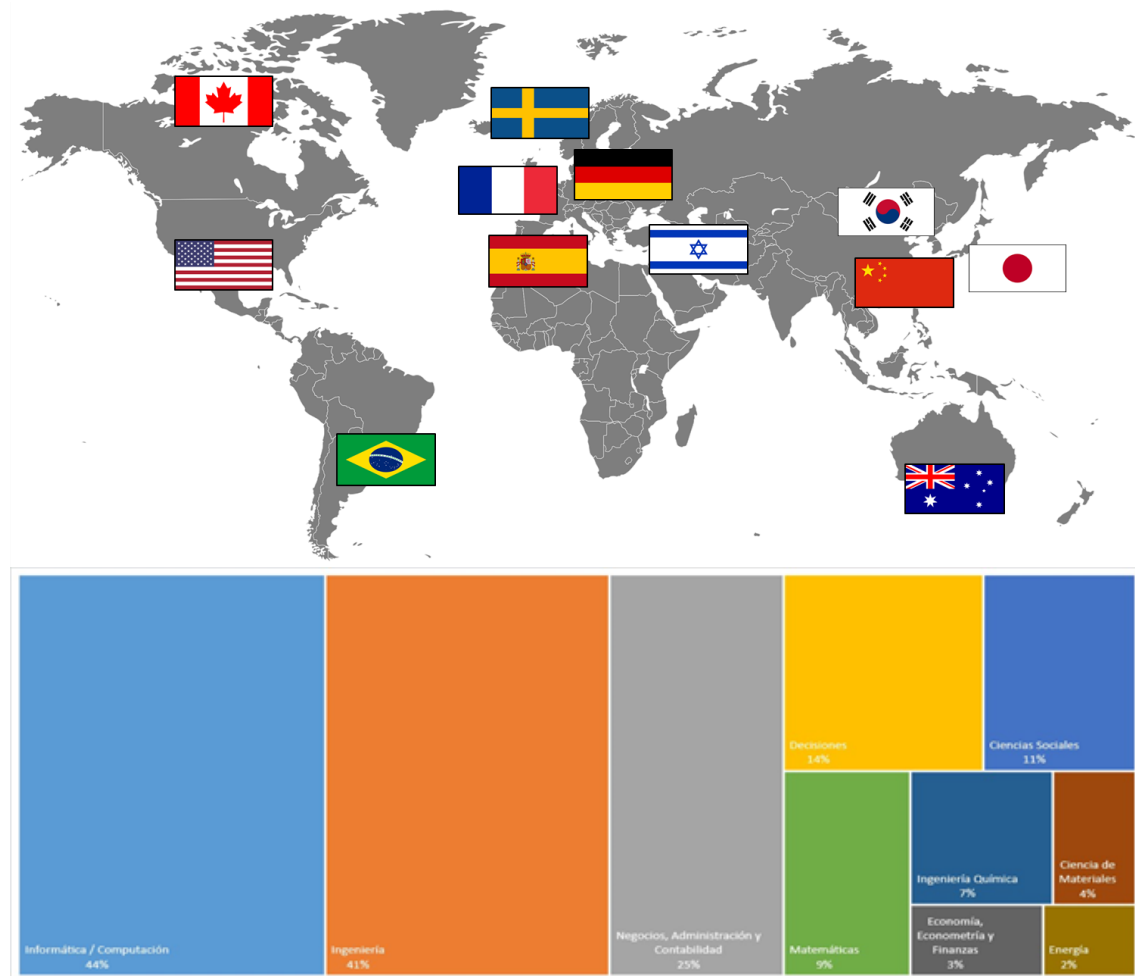 Decisiones
14%
Ciencias Sociales
11%
Ingeniería Química
7%
Ciencia de
Materiales
4%
Informática / Computación
44%
Ingeniería
41%
Negocios, Administración y
Contabilidad
25%
Matemáticas
9%
Economía,
Econometría y
Finanzas
3%
Energía
2%